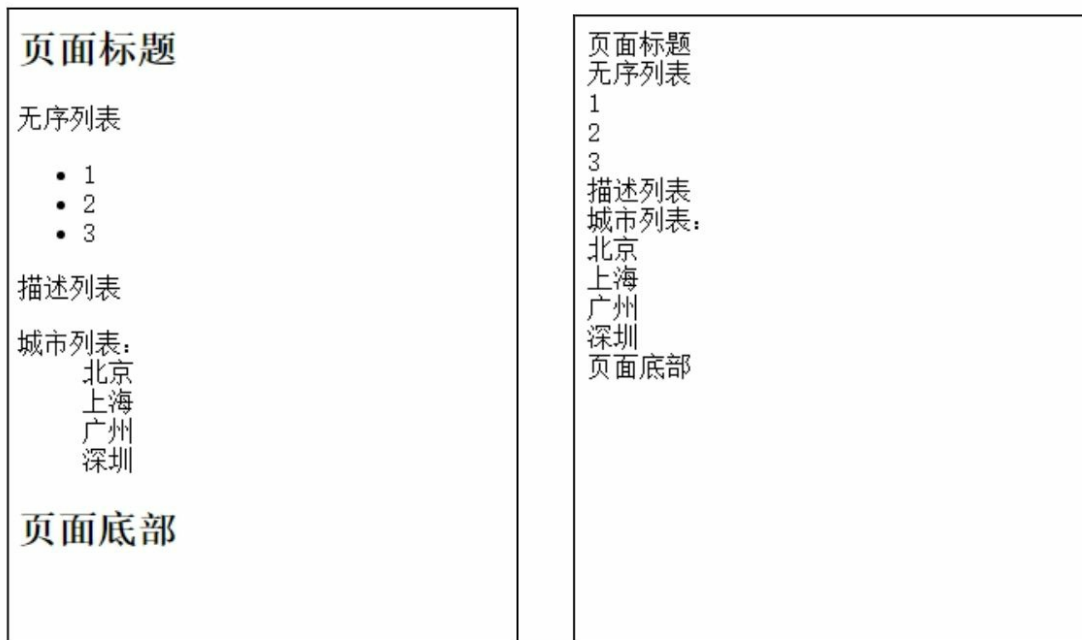 页面标题
无序列表
1
2
3
描述列表
城市列表：
北京
上海
广州
深圳
页面底部
页面标题
无序列表
1
2
3
描述列表
城市列表：
北京
上海
广州
深圳
页面底部